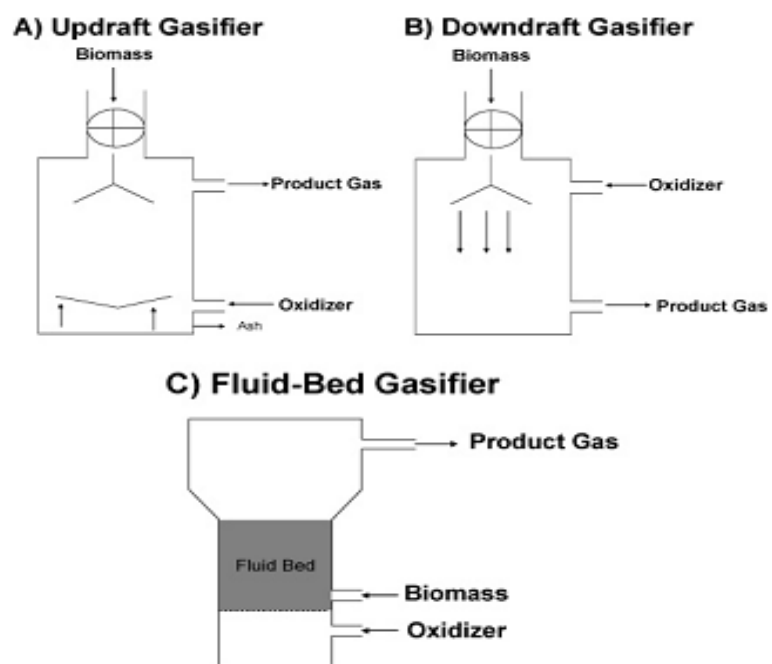 A) Updraft Gasifier
Biomass
Product Gas
Oxidizer
Ash
B) Downdraft Gasifier
Biomass
Oxidizer
Product Gas
C) Fluid-Bed Gasifier
Product Gas
Fluid Bed
Biomass
Oxidizer